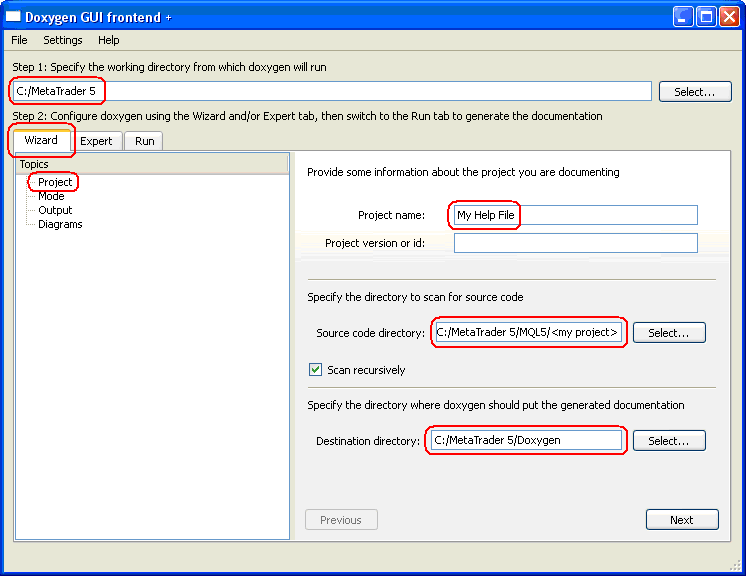 Doxygen GUI frontend +
File Settings Help
Step 1: Specify the working directory from which doxygen will run
C:/MetaTrader 5
Select...
Step 2: Configure doxygen using the Wizard and/or Expert tab, then switch to the Run tab to generate the documentation
Wizard Expert Run
Topics
Project
Mode
Output
Diagrams
Provide some information about the project you are documenting
Project name: My Help File
Project version or id:
Specify the directory to scan for source code
Source code directory: C:/MetaTrader 5/MQL5/<my project> Select...
Scan recursively
Specify the directory where doxygen should put the generated documentation
Destination directory: C:/MetaTrader 5/Doxygen Select...
Previous Next